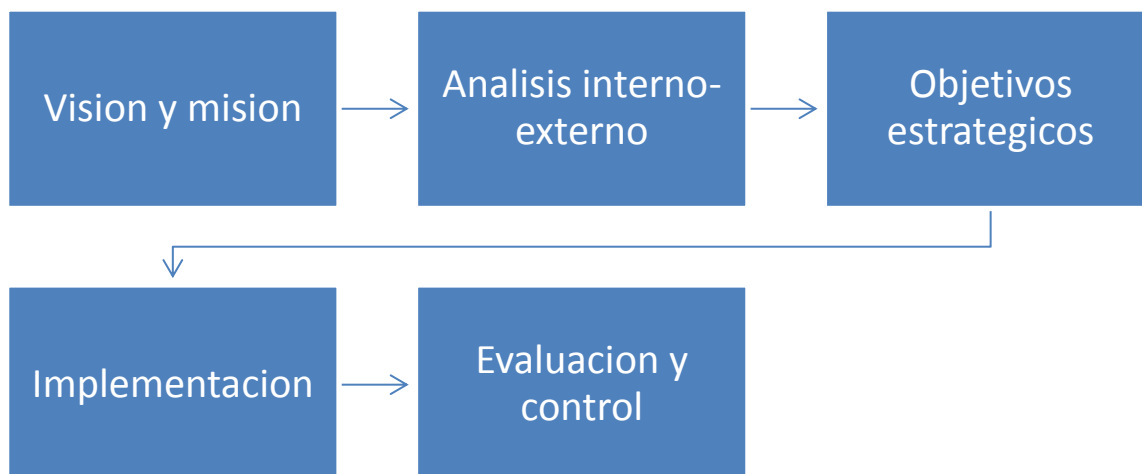 Vision y mision
Analisis interno-
externo
Objetivos
estrategicos
Implementacion
Evaluacion y
control